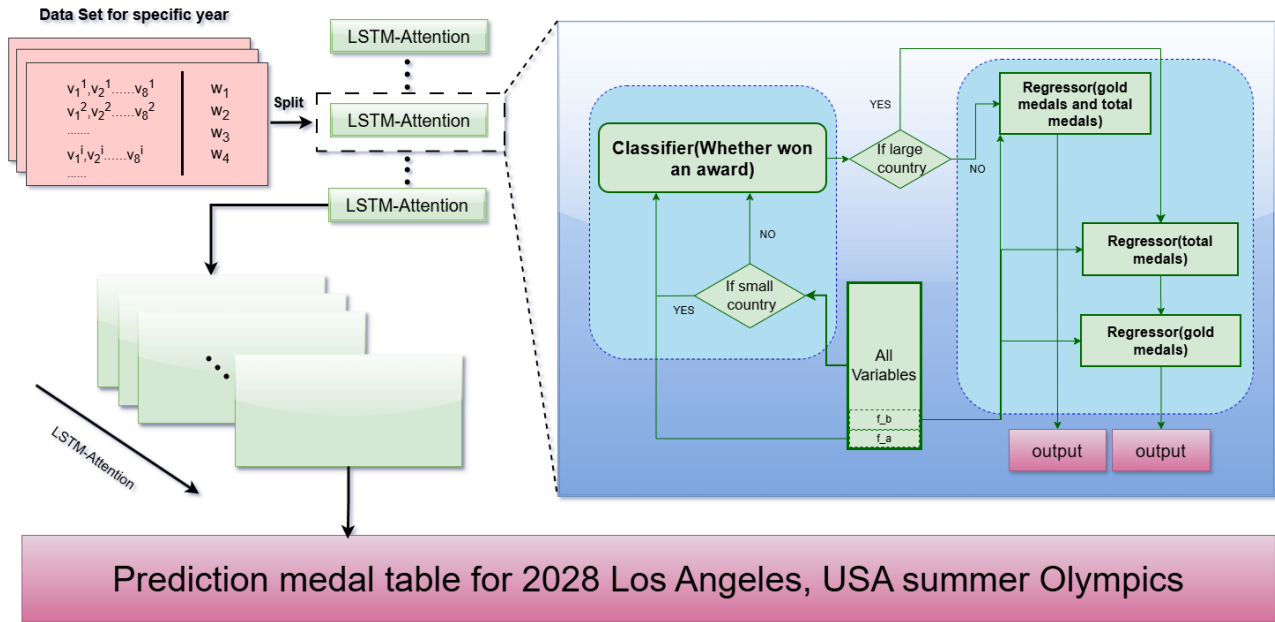 Data Set for specific year
v₁¹,v₂¹......v₈¹
v₁²,v₂²......v₈²
.......
v₁ⁱ,v₂ⁱ......v₈ⁱ
......
w₁
w₂
w₃
w₄
Split
LSTM-Attention
LSTM-Attention
LSTM-Attention
LSTM-Attention
Classifier(Whether won
an award)
NO
If small
country
YES
All
Variables
f_b
f_a
YES
If large
country
NO
Regressor(gold
medals and total
medals)
Regressor(total
medals)
Regressor(gold
medals)
output
output
Prediction medal table for 2028 Los Angeles, USA summer Olympics